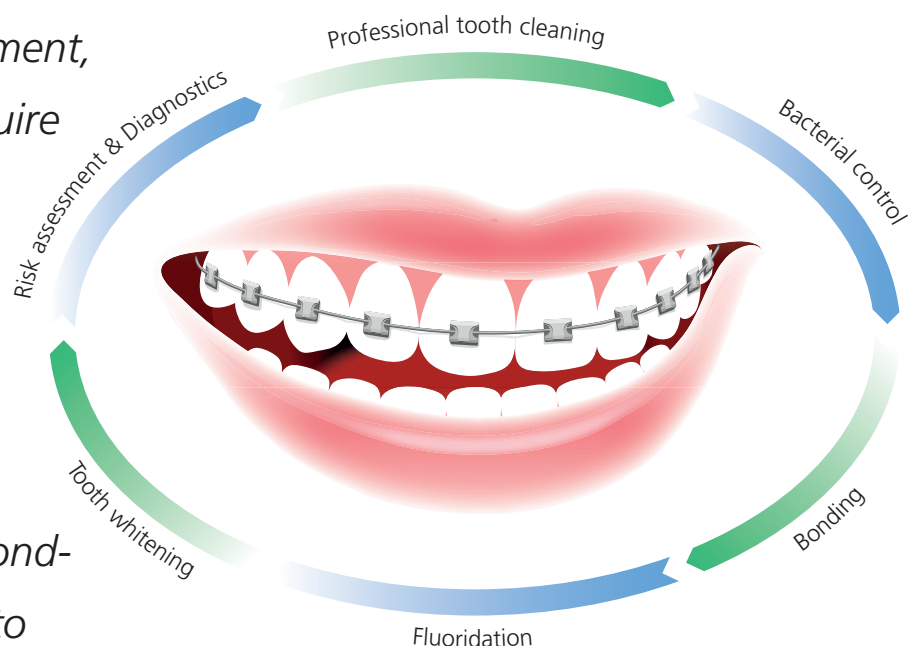 ment,
uire
Professional tooth cleaning
Risk assessment & Diagnostics
Bacterial control
Tooth whitening
Bonding
ond-
to
Fluoridation